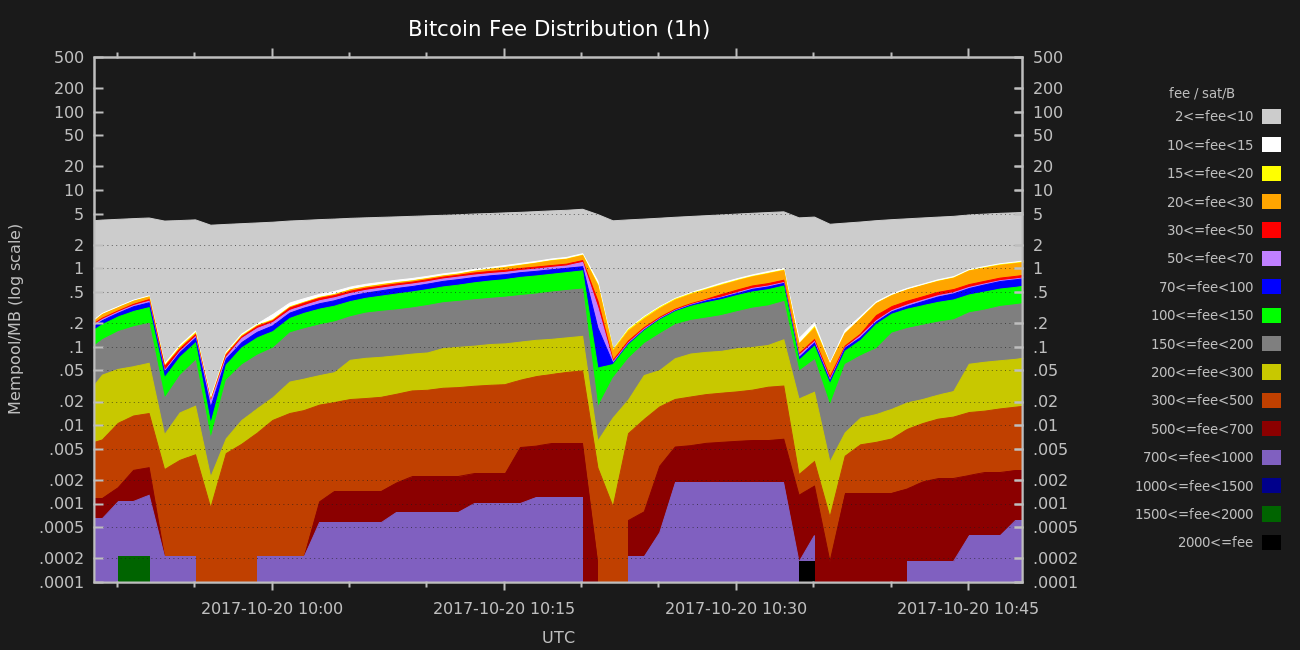 Bitcoin Fee Distribution (1h)
500
200
100
50
20
10
5
2
1
.5
.2
.1
.05
.02
.01
.005
.002
.001
.0005
.0002
.0001
Mempool/MB (log scale)
500
200
100
50
20
10
5
2
1
.5
.2
.1
.05
.02
.01
.005
.002
.001
.0005
.0002
.0001
2017-10-20 10:00
2017-10-20 10:15
2017-10-20 10:30
2017-10-20 10:45
UTC
fee / sat/B
2<=fee<10
10<=fee<15
15<=fee<20
20<=fee<30
30<=fee<50
50<=fee<70
70<=fee<100
100<=fee<150
150<=fee<200
200<=fee<300
300<=fee<500
500<=fee<700
700<=fee<1000
1000<=fee<1500
1500<=fee<2000
2000<=fee